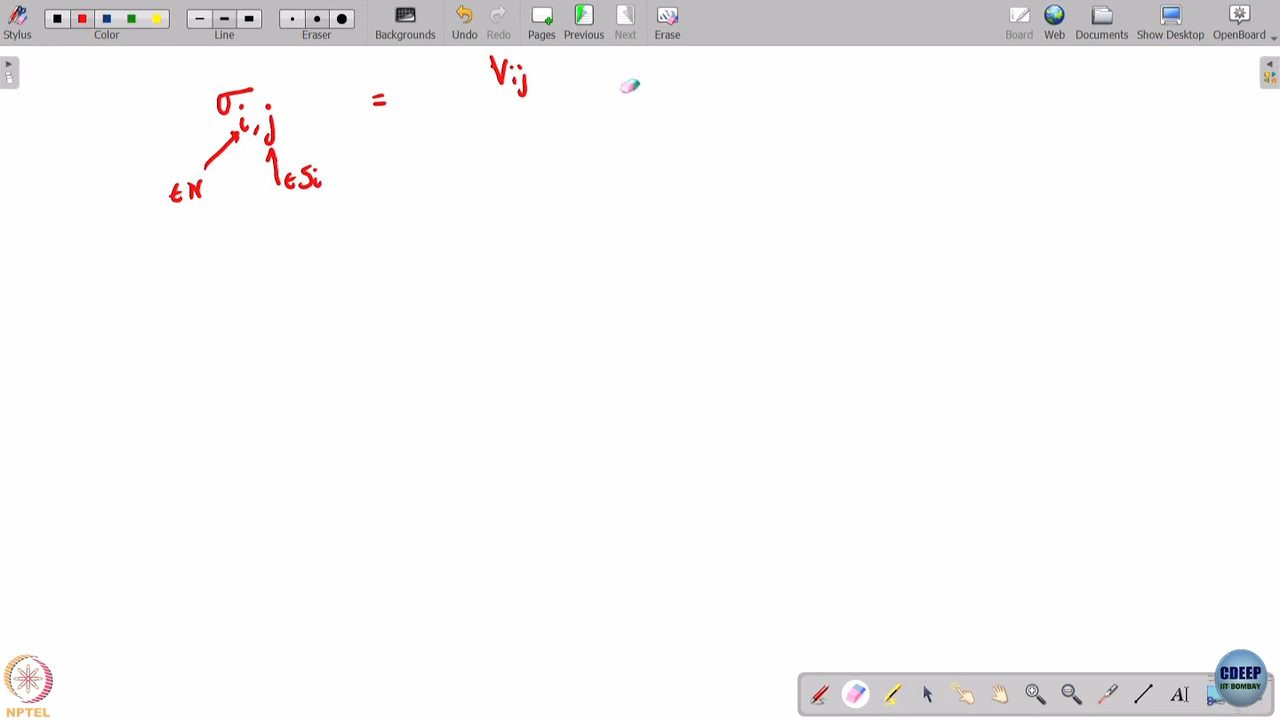 Stylus
Color
Line
Eraser
Backgrounds
Undo
Redo
Pages
Previous
Next
Erase
Board
Web
Documents
Show Desktop
OpenBoard
Vij
σi,j =
∈N
∈Si
NPTEL
CDEEP
IIT BOMBAY